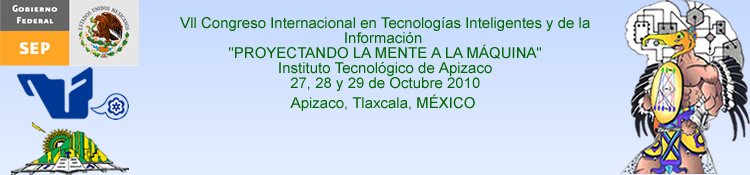 GOBIERNO
FEDERAL
SEP
ESTADOS UNIDOS MEXICANOS
VII Congreso Internacional en Tecnologías Inteligentes y de la
Información
"PROYECTANDO LA MENTE A LA MÁQUINA"
Instituto Tecnológico de Apizaco
27, 28 y 29 de Octubre 2010
Apizaco, Tlaxcala, MÉXICO